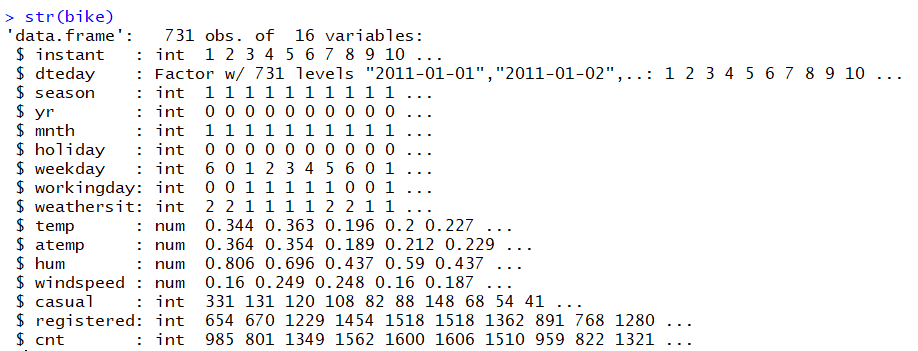 > str(bike)
'data.frame':   731 obs. of  16 variables:
 $ instant   : int  1 2 3 4 5 6 7 8 9 10 ...
 $ dteday    : Factor w/ 731 levels "2011-01-01","2011-01-02",..: 1 2 3 4 5 6 7 8 9 10 ...
 $ season    : int  1 1 1 1 1 1 1 1 1 1 ...
 $ yr        : int  0 0 0 0 0 0 0 0 0 0 ...
 $ mnth      : int  1 1 1 1 1 1 1 1 1 1 ...
 $ holiday   : int  0 0 0 0 0 0 0 0 0 0 ...
 $ weekday   : int  6 0 1 2 3 4 5 6 0 1 ...
 $ workingday: int  0 0 1 1 1 1 1 0 0 1 ...
 $ weathersit: int  2 2 1 1 1 1 2 2 1 1 ...
 $ temp      : num  0.344 0.363 0.196 0.2 0.227 ...
 $ atemp     : num  0.364 0.354 0.189 0.212 0.229 ...
 $ hum       : num  0.806 0.696 0.437 0.59 0.437 ...
 $ windspeed : num  0.16 0.249 0.248 0.16 0.187 ...
 $ casual    : int  331 131 120 108 82 88 148 68 54 41 ...
 $ registered: int  654 670 1229 1454 1518 1518 1362 891 768 1280 ...
 $ cnt       : int  985 801 1349 1562 1600 1606 1510 959 822 1321 ...